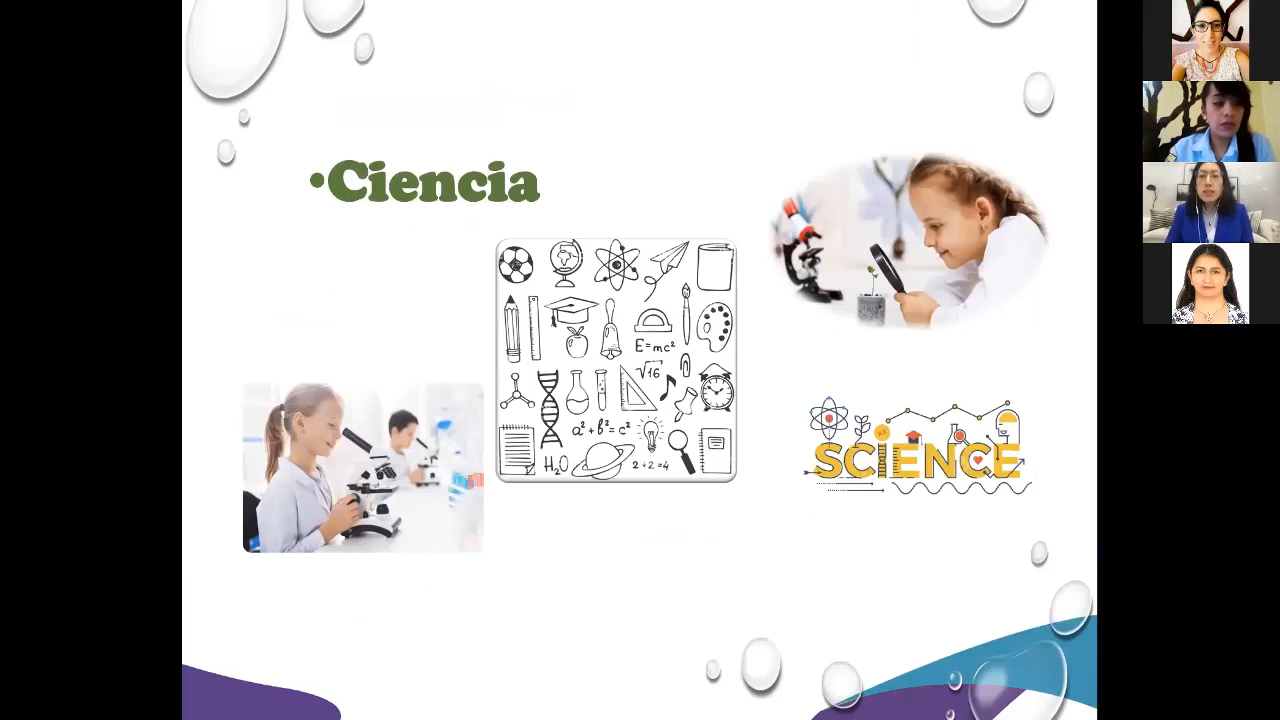 •Ciencia
E=mc²
√16
a²+b²=c²
H₂O
2+2=4
SCiENCE